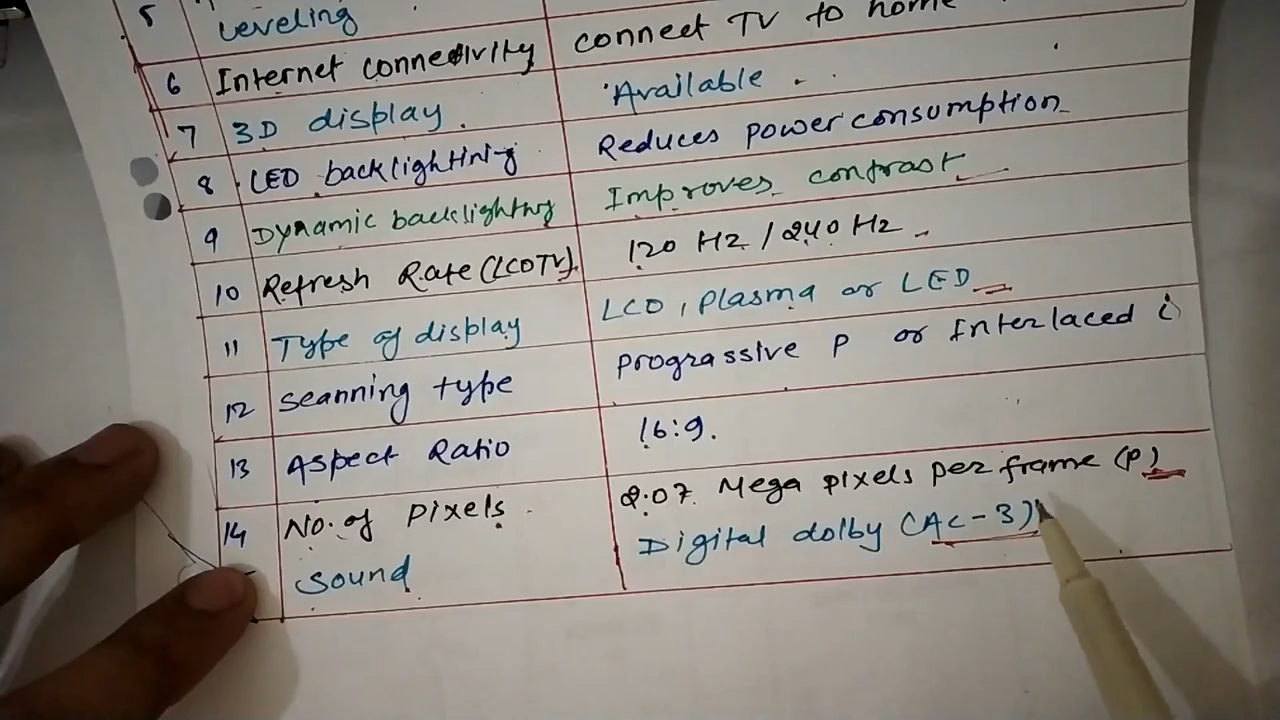 5 Leveling
6 Internet connectivity connect TV to home
7 3D display. Available.
8 LED backlighting Reduces power consumption
9 Dynamic backlighting Improves contrast
10 Refresh Rate (LCDTV) 120 Hz / 240 Hz.
11 Type of display LCD, Plasma or LED
12 Scanning type prograssive P or Interlaced i
13 Aspect Ratio 16:9.
14 No. of Pixels 2.07 Mega pixels per frame (P)
Sound Digital dolby (AC-3)